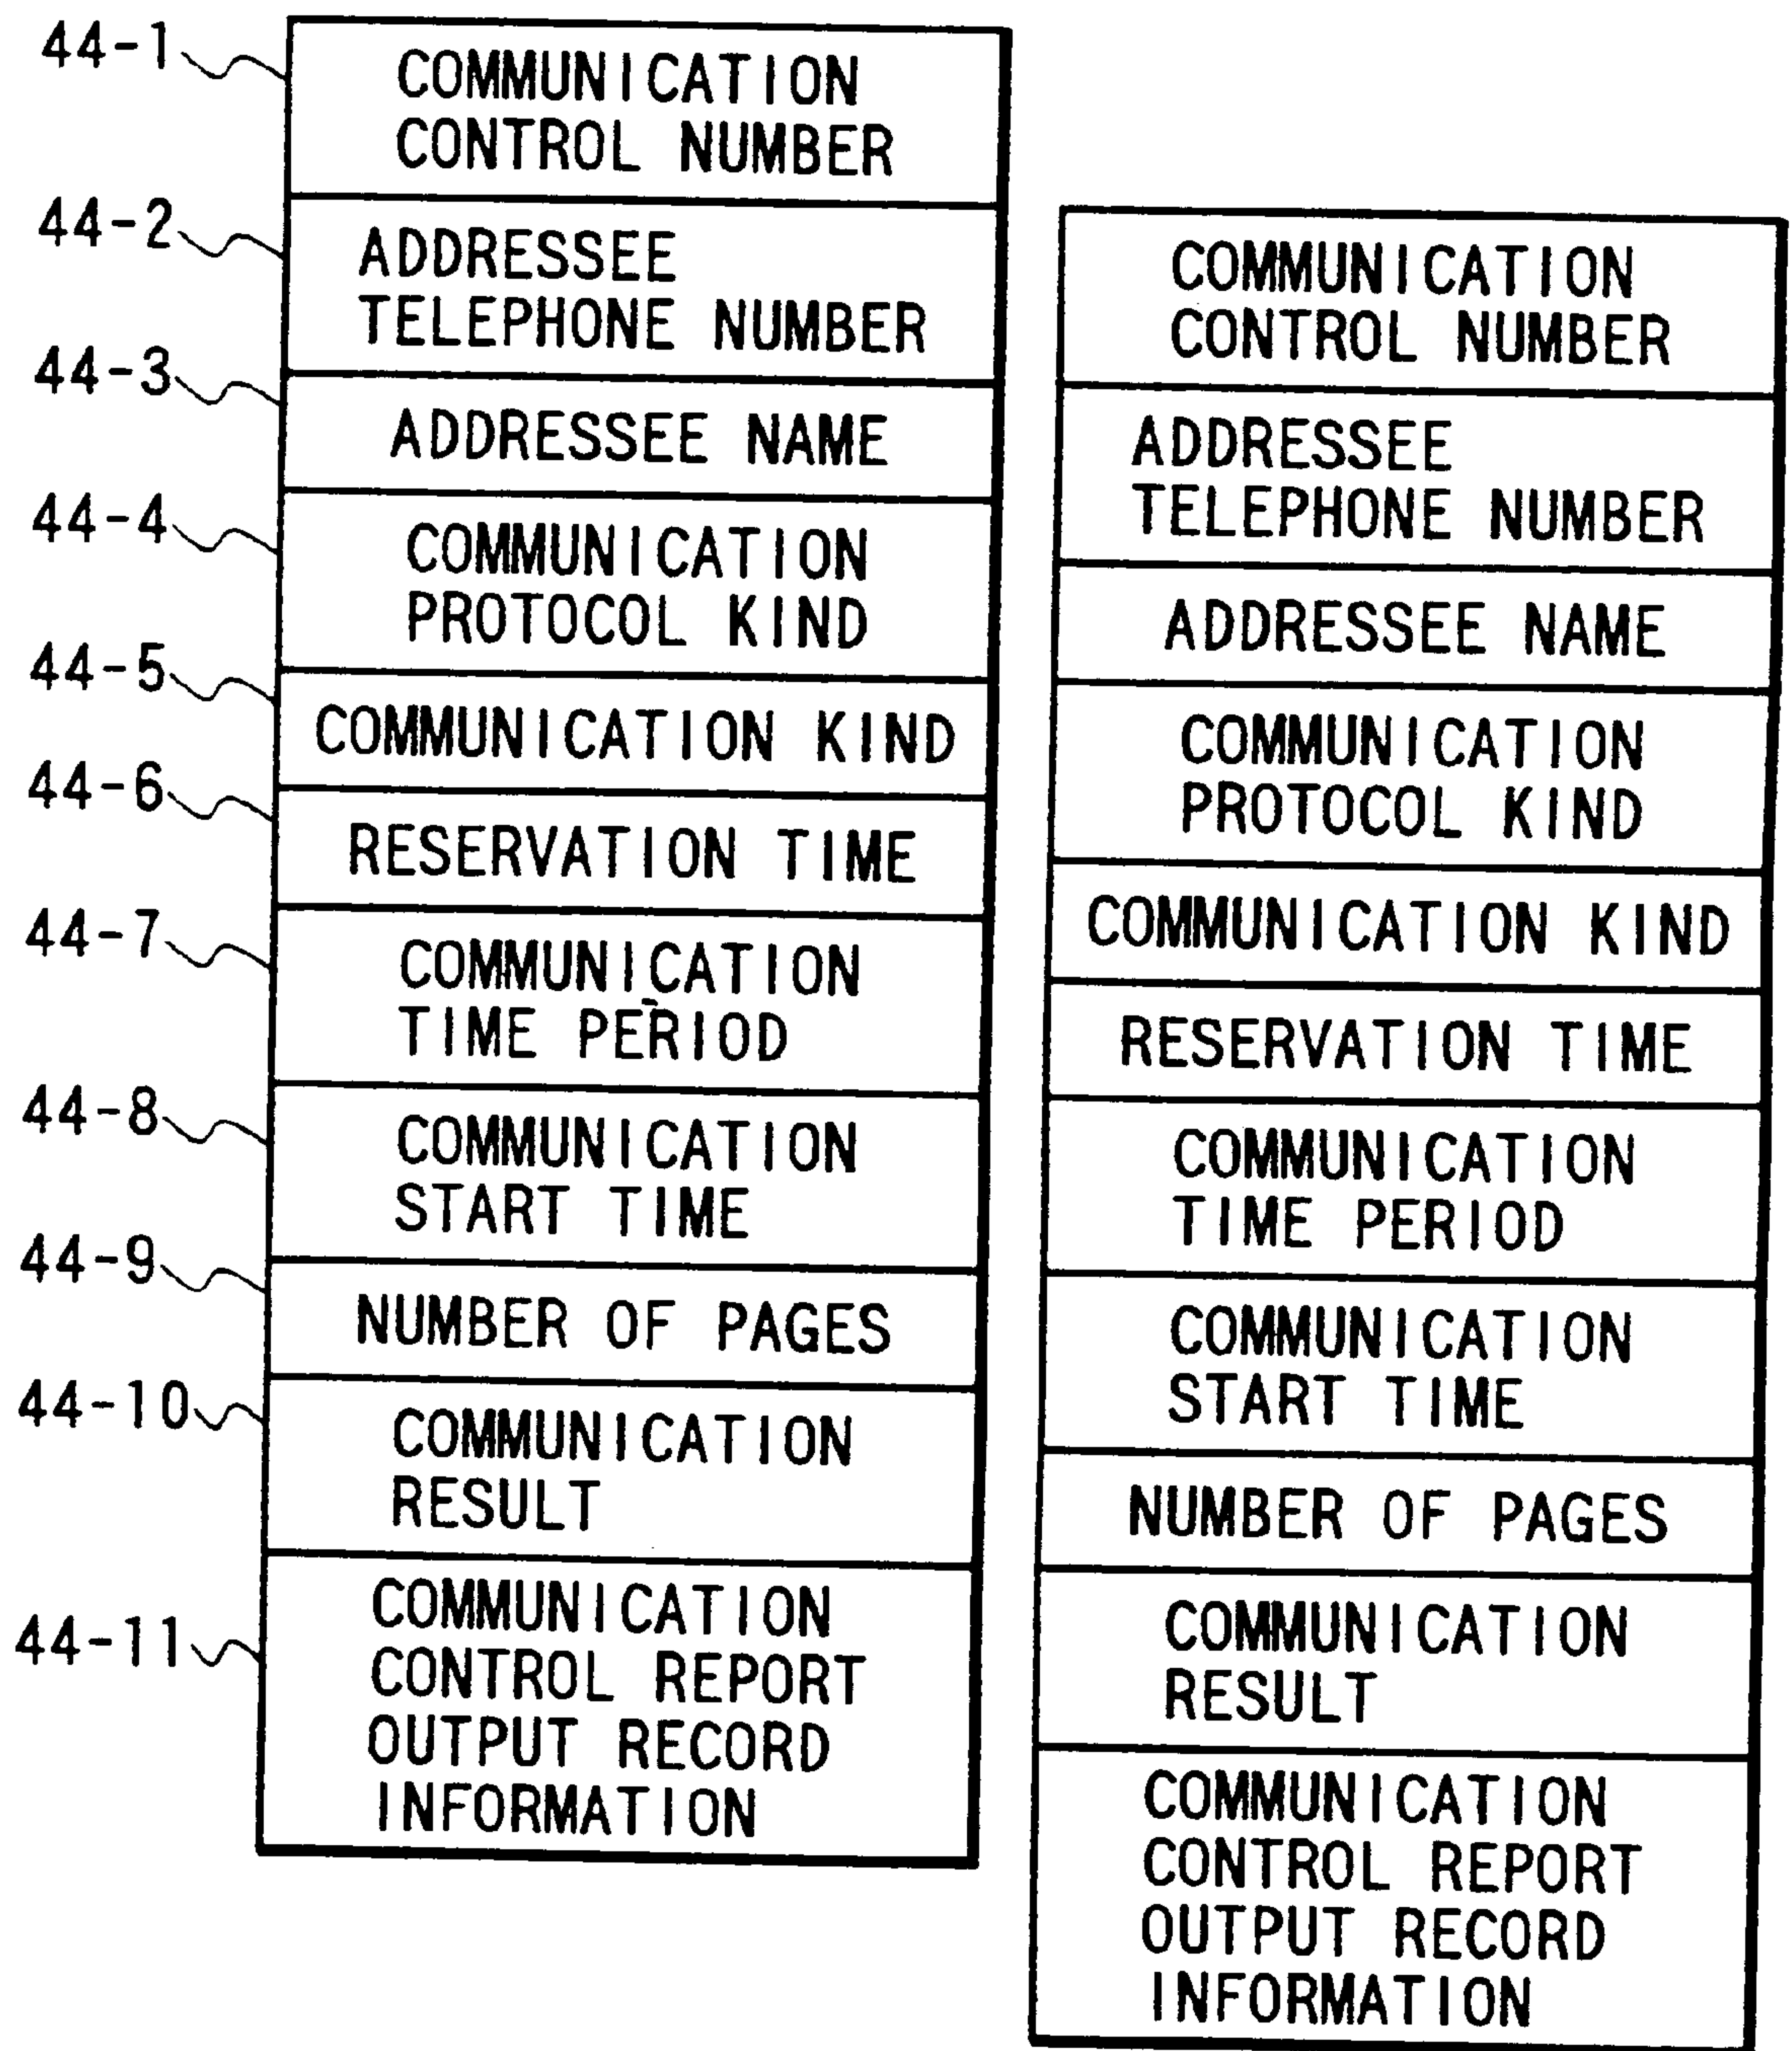 44-1
COMMUNICATION
CONTROL NUMBER
44-2
ADDRESSEE
TELEPHONE NUMBER
44-3
ADDRESSEE NAME
44-4
COMMUNICATION
PROTOCOL KIND
44-5
COMMUNICATION KIND
44-6
RESERVATION TIME
44-7
COMMUNICATION
TIME PERIOD
44-8
COMMUNICATION
START TIME
44-9
NUMBER OF PAGES
44-10
COMMUNICATION
RESULT
44-11
COMMUNICATION
CONTROL REPORT
OUTPUT RECORD
INFORMATION
COMMUNICATION
CONTROL NUMBER
ADDRESSEE
TELEPHONE NUMBER
ADDRESSEE NAME
COMMUNICATION
PROTOCOL KIND
COMMUNICATION KIND
RESERVATION TIME
COMMUNICATION
TIME PERIOD
COMMUNICATION
START TIME
NUMBER OF PAGES
COMMUNICATION
RESULT
COMMUNICATION
CONTROL REPORT
OUTPUT RECORD
INFORMATION